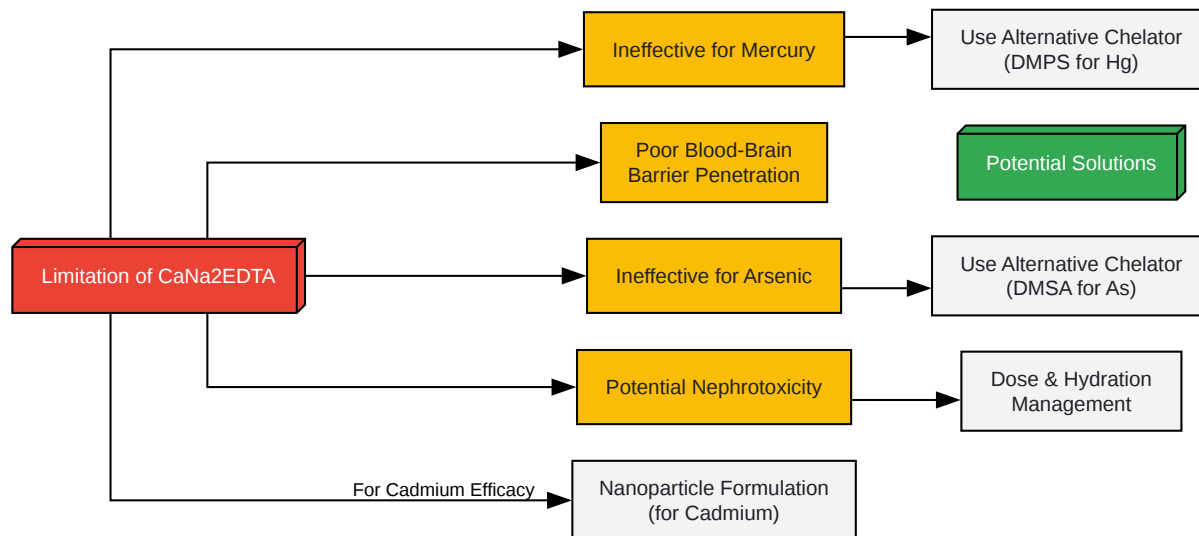 Ineffective for Mercury
Use Alternative Chelator
(DMPS for Hg)
Poor Blood-Brain
Barrier Penetration
Potential Solutions
Limitation of CaNa2EDTA
Ineffective for Arsenic
Use Alternative Chelator
(DMSA for As)
Potential Nephrotoxicity
Dose & Hydration
Management
For Cadmium Efficacy
Nanoparticle Formulation
(for Cadmium)